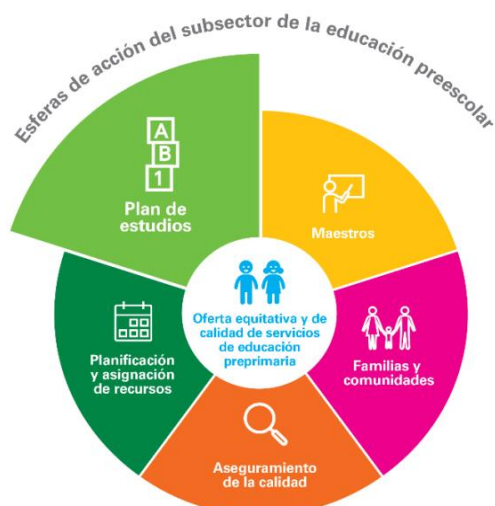 Esferas de acción del subsector de la educación preescolar
A
B
1
Plan de
estudios
Maestros
Oferta equitativa y de
calidad de servicios
de educación
preprimaria
Planificación
y asignación
de recursos
Familias y
comunidades
Aseguramiento
de la calidad